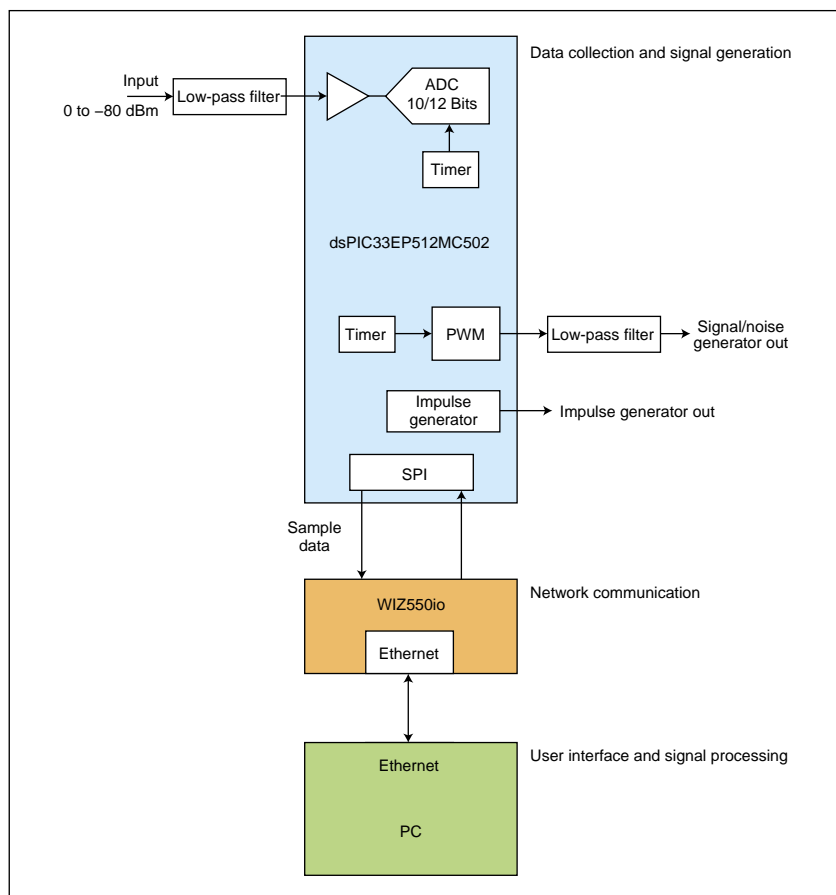 Data collection and signal generation
Input
0 to −80 dBm
Low-pass filter
ADC
10/12 Bits
Timer
dsPIC33EP512MC502
Timer
PWM
Low-pass filter
Signal/noise
generator out
Impulse
generator
Impulse generator out
SPI
Sample
data
WIZ550io
Network communication
Ethernet
User interface and signal processing
Ethernet
PC